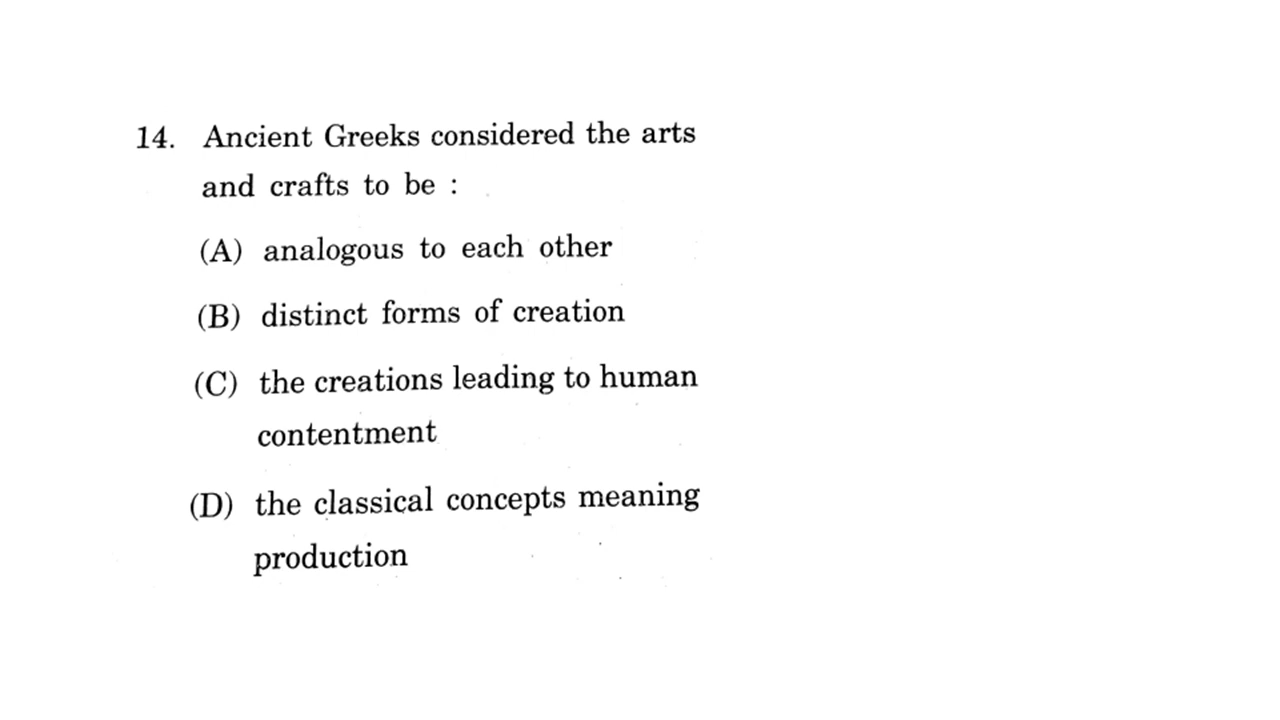 14. Ancient Greeks considered the arts
and crafts to be :
(A) analogous to each other
(B) distinct forms of creation
(C) the creations leading to human
contentment
(D) the classical concepts meaning
production